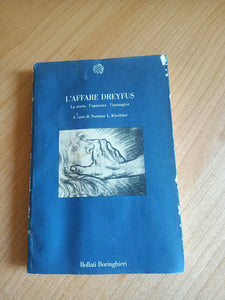 L'AFFARE DREYFUS
La storia l'opinione l'immagine
A cura di Norman L. Kleeblatt
Bollati Boringhieri